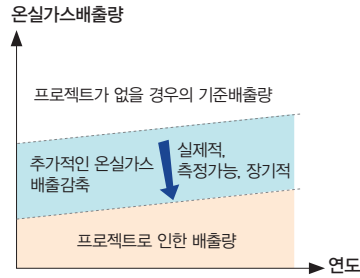 온실가스배출량
프로젝트가 없을 경우의 기준배출량
추가적인 온실가스
배출감축
실제적,
측정가능, 장기적
프로젝트로 인한 배출량
연도